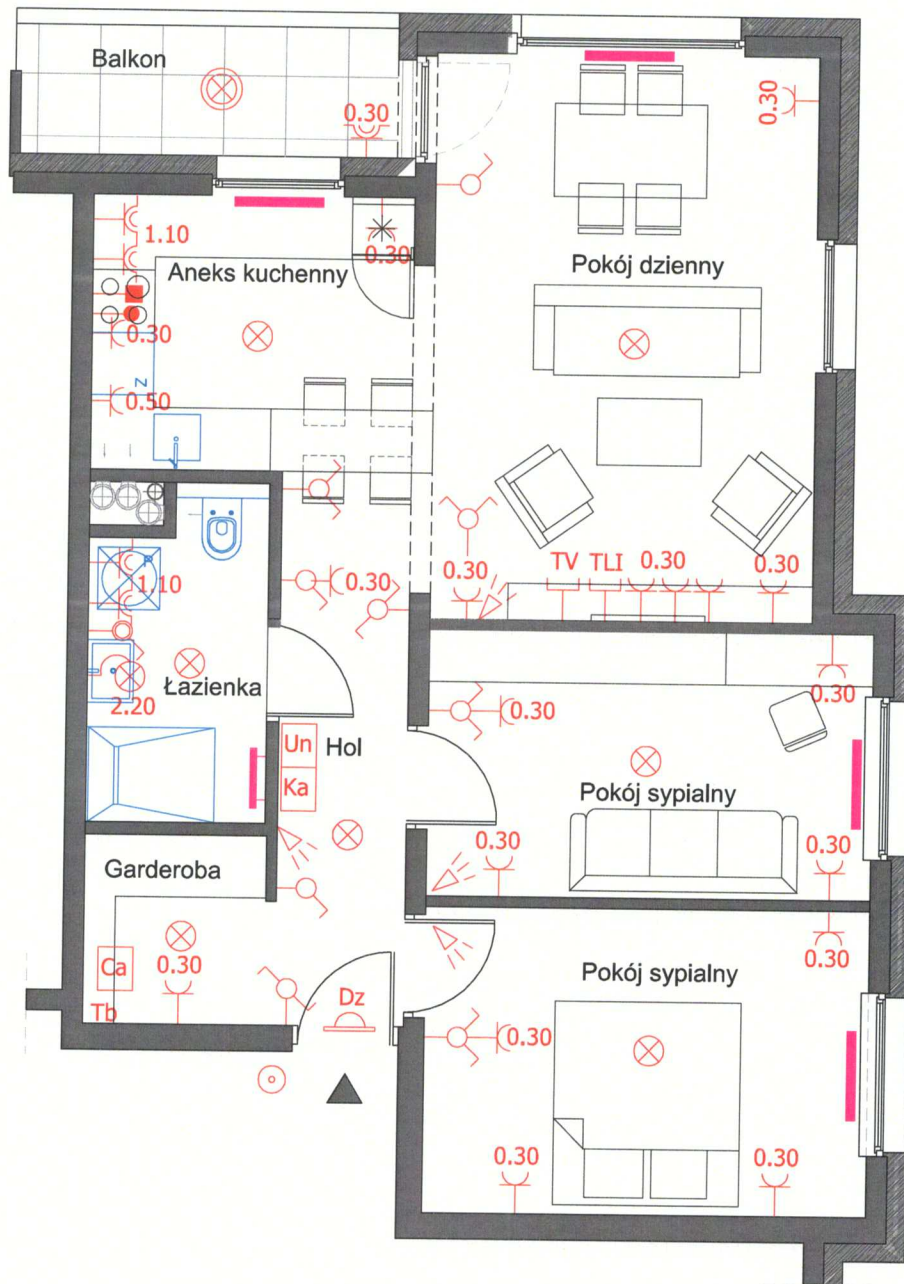 Balkon
0.30
0.30
1.10
0.30
Aneks kuchenny
Pokój dzienny
0.30
z
0.50
0.30
0.30
TV
TLI
0.30
0.30
1.10
Łazienka
2.20
0.30
0.30
Un
Hol
Ka
Pokój sypialny
0.30
0.30
Garderoba
0.30
Ca
0.30
Pokój sypialny
Tb
Dz
0.30
0.30
0.30